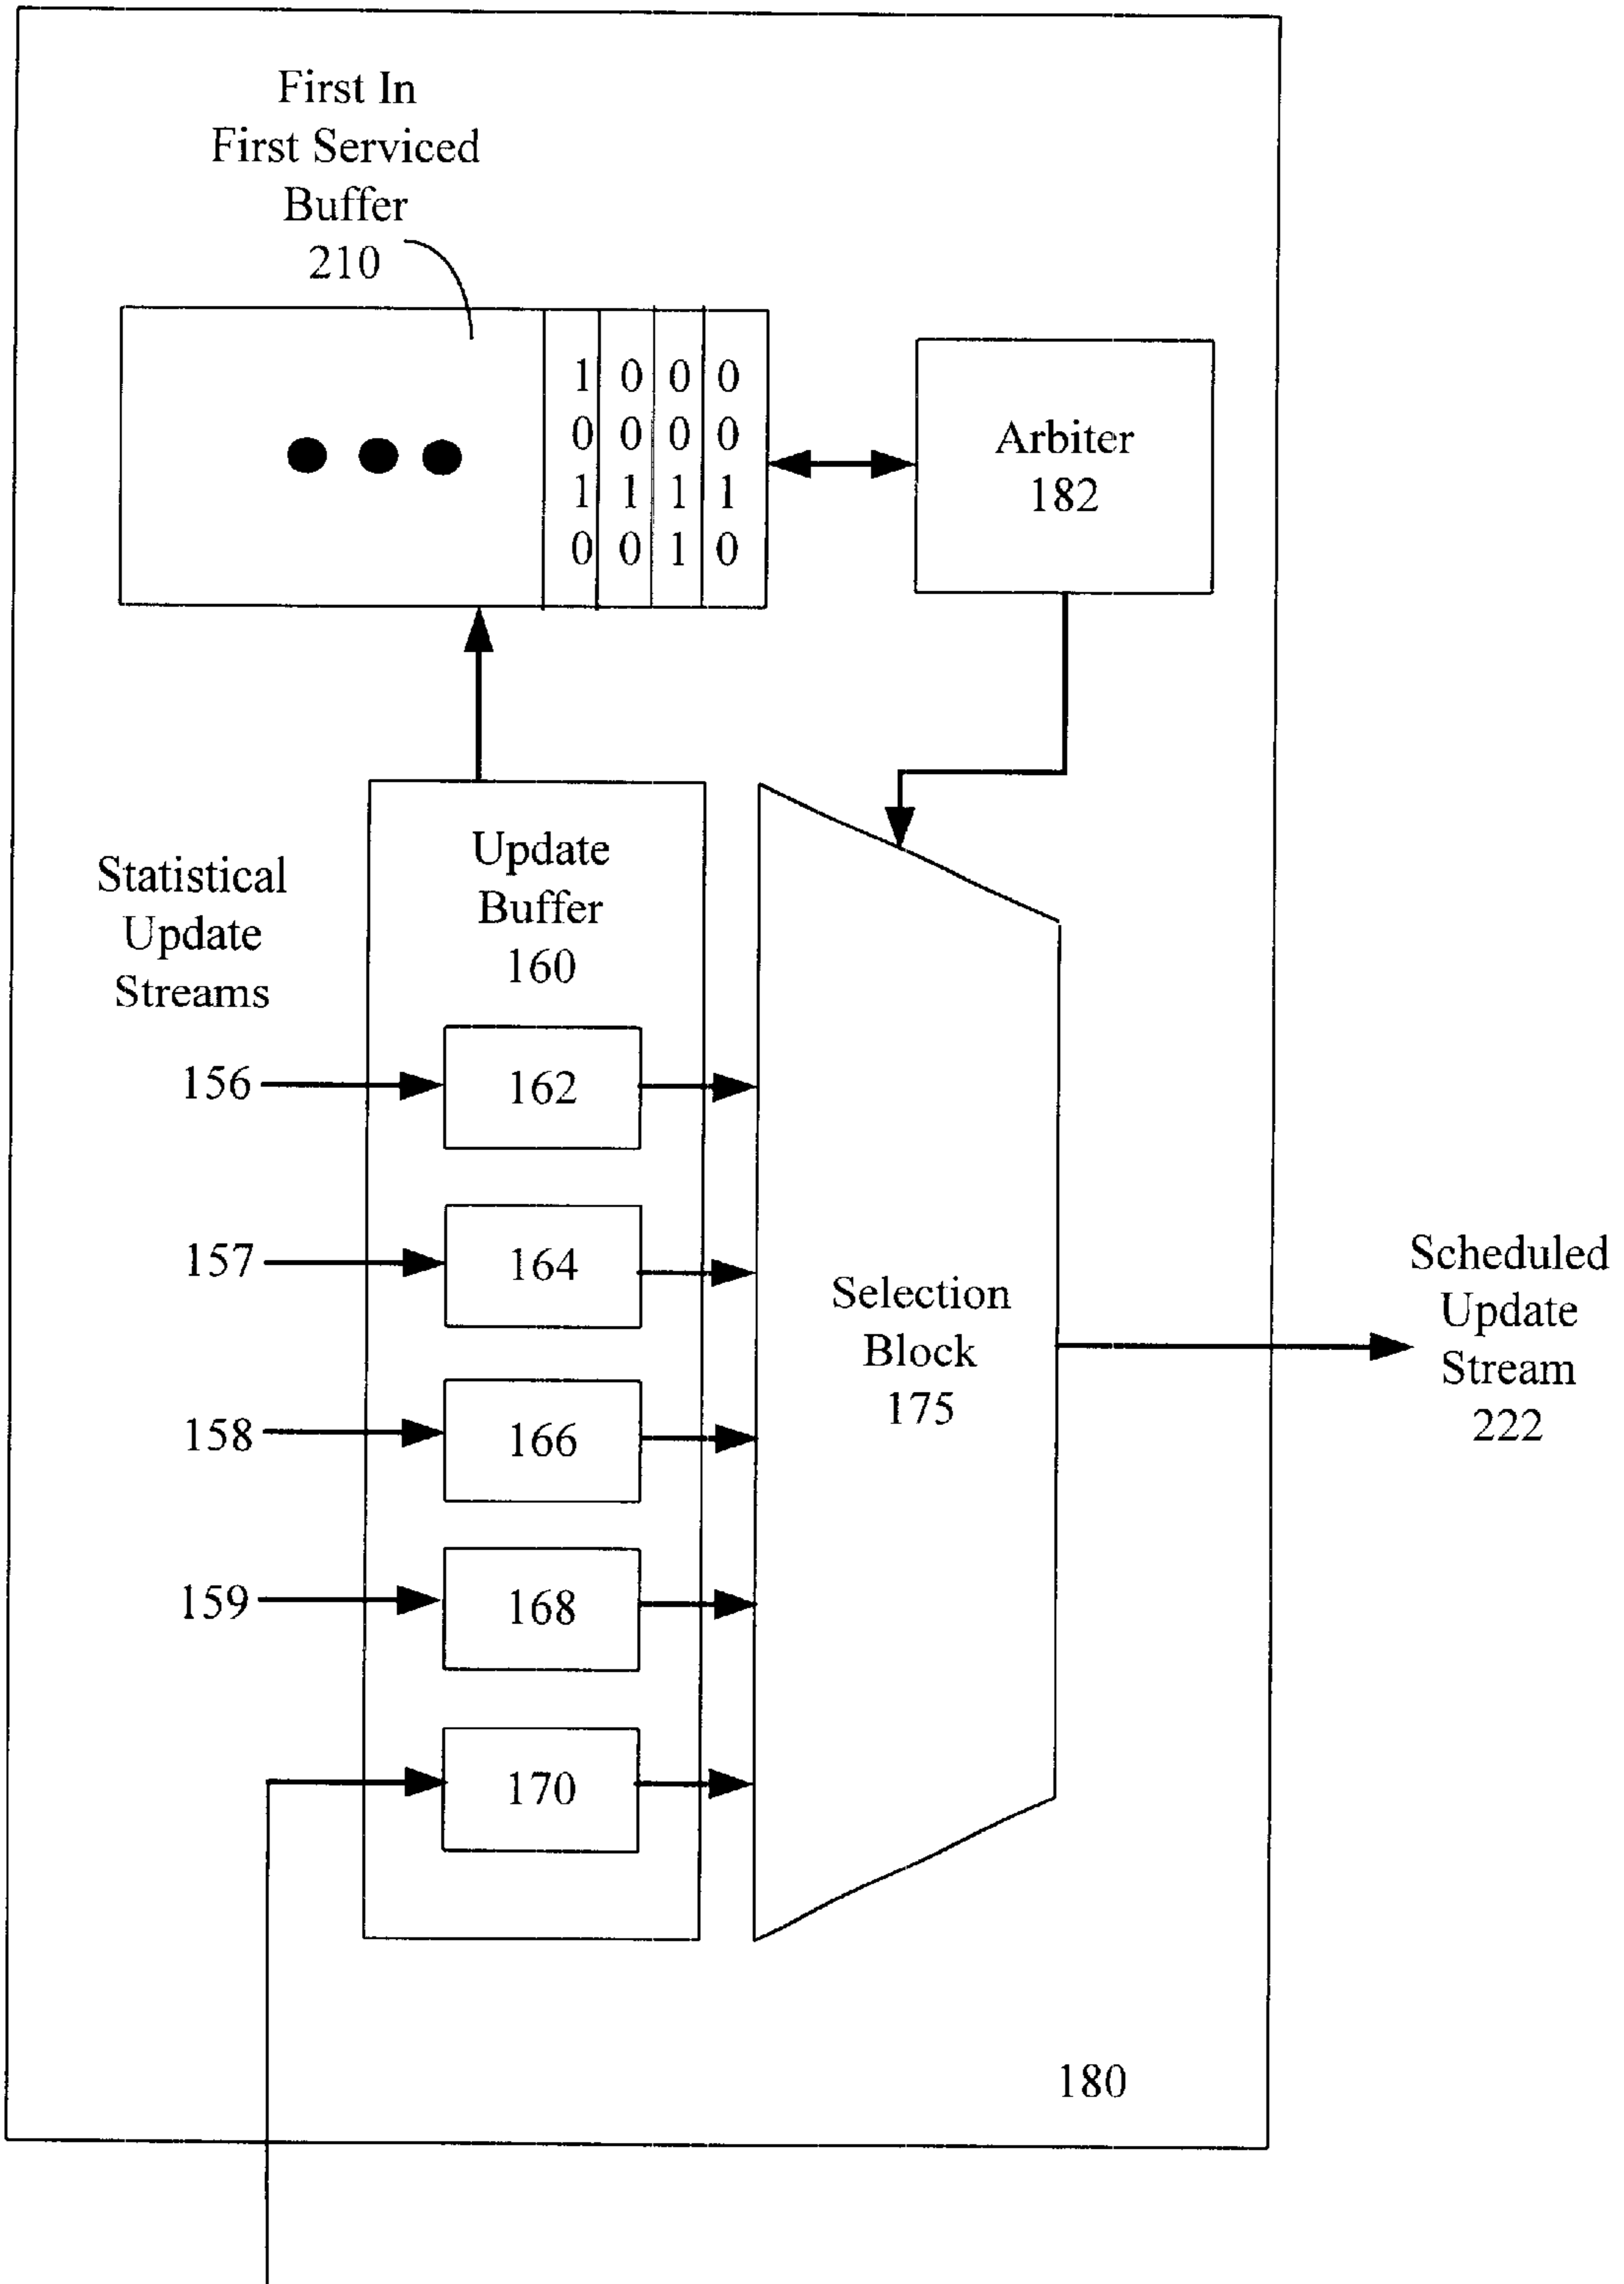 First In
First Serviced
Buffer
210
1 0 0 0
0 0 0 0
1 1 1 1
0 0 1 0
Arbiter
182
Statistical
Update
Streams
Update
Buffer
160
156
162
157
164
158
166
159
168
170
Selection
Block
175
Scheduled
Update
Stream
222
180